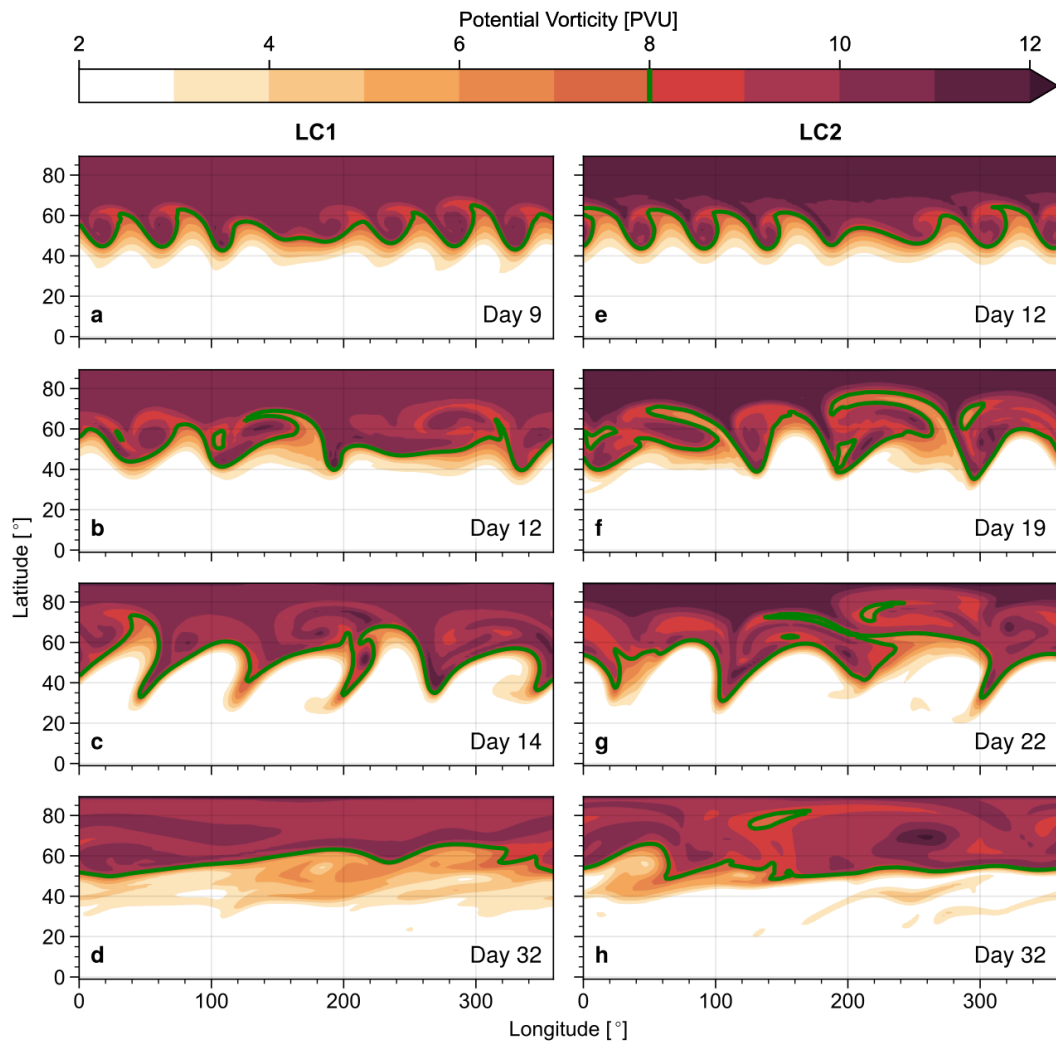 Potential Vorticity [PVU]
2 4 6 8 10 12
LC1 LC2
80
60
40
20
0
a Day 9
e Day 12
80
60
40
20
0
b Day 12
f Day 19
80
60
40
20
0
c Day 14
g Day 22
80
60
40
20
0
d Day 32
h Day 32
0 100 200 300 0 100 200 300
Latitude [°]
Longitude [°]